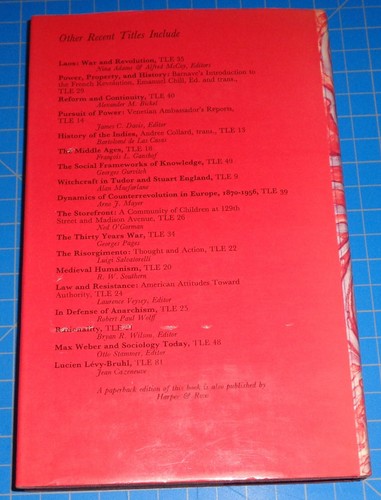 Other Recent Titles Include
Laos: War and Revolution, TLE 55
Nina Adams & Alfred McCoy, Editors
Power, Property, and History: Barnave's Introduction to
the French Revolution, Emanuel Chill, Ed. and trans.,
TLE
Reform and Continuity, TLE 40
Alexander M. Bickel
Pursuit of Power: Venetian Ambassador's Reports,
TLE 14
James C. Davis, Editor
History of the Indies, Andree Collard, trans., TLE 13
Bartolome de Las Casas
The Middle Ages, TLE 16
François L. Ganshof
The Social Frameworks of Knowledge, TLE
Georges Gurvitch
Witchcraft in Tudor and Stuart England, TLE 9
Alan Macfarlane
Dynamics of Counterrevolution in Europe, 1870-1956, TLE 39
Arno J. Mayer
The Storefront: A Community of Children at 129th
Street and Madison Avenue, TLE 26
Ned O'Gorman
The Thirty Years War, TLE 34
Georges Pages
The Risorgimento: Thought and Action, TLE 22
Luigi Salvatorelli
Medieval Humanism, TLE 20
R. W. Southern
Law and Resistance: American Attitudes Toward
Authority, TLE 24
Laurence Veysey, Editor
In Defense of Anarchism, TLE 25
Robert Paul Wolff
Rationality, TLE
Bryan R. Wilson, Editor
Max Weber and Sociology Today, TLE 46
Otto Stammer, Editor
Lucien Lévy-Bruhl, TLE 81
Jean Cazeneuve
A paperback edition of this book is also published by
Harper & Row